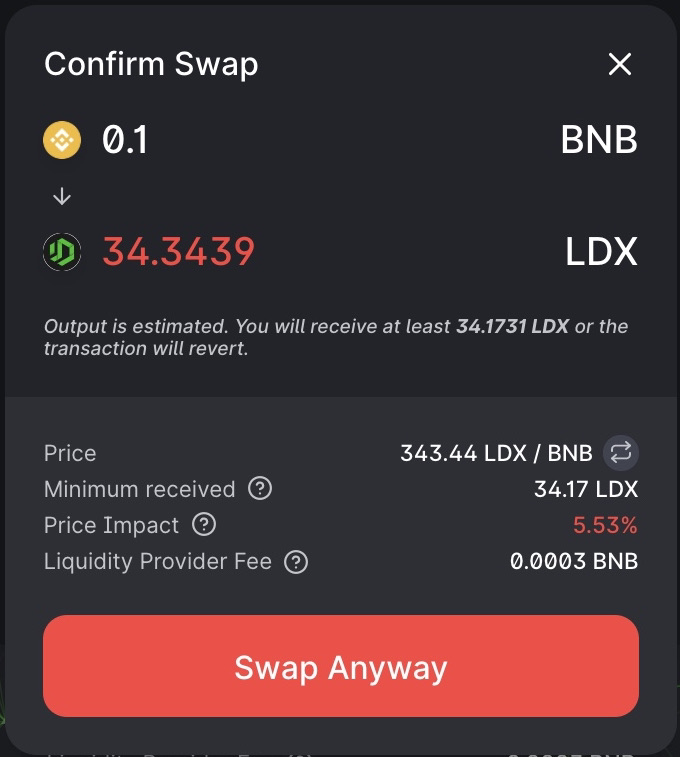 Confirm Swap
0.1 BNB
34.3439 LDX
Output is estimated. You will receive at least 34.1731 LDX or the
transaction will revert.
Price 343.44 LDX / BNB
Minimum received 34.17 LDX
Price Impact 5.53%
Liquidity Provider Fee 0.0003 BNB
Swap Anyway